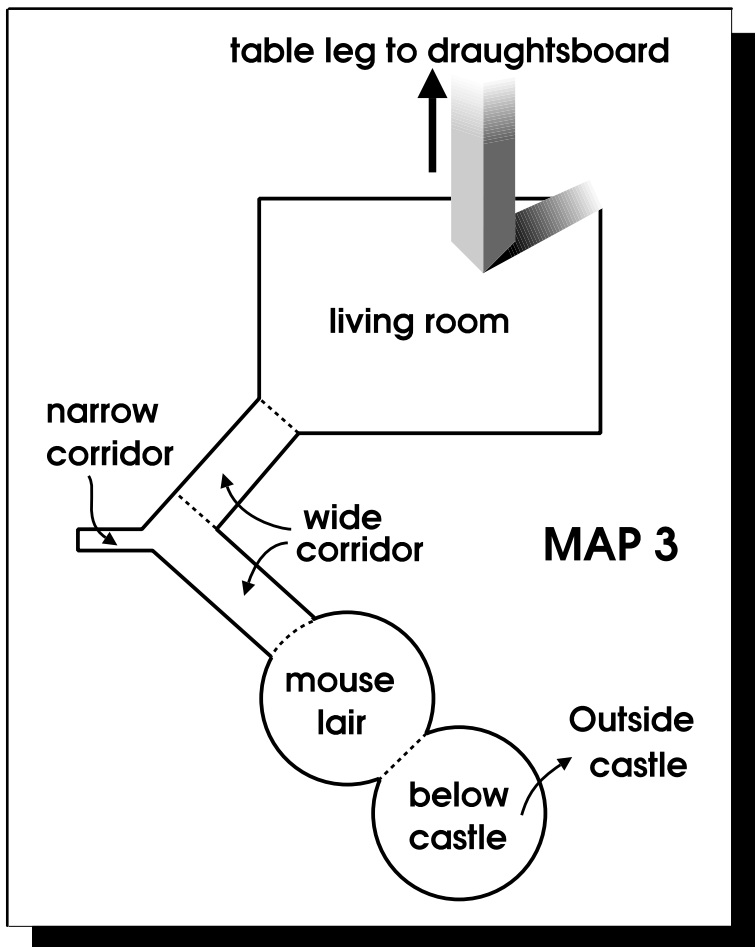 table leg to draughtsboard
living room
narrow
corridor
wide
corridor
MAP 3
mouse
lair
Outside
castle
below
castle